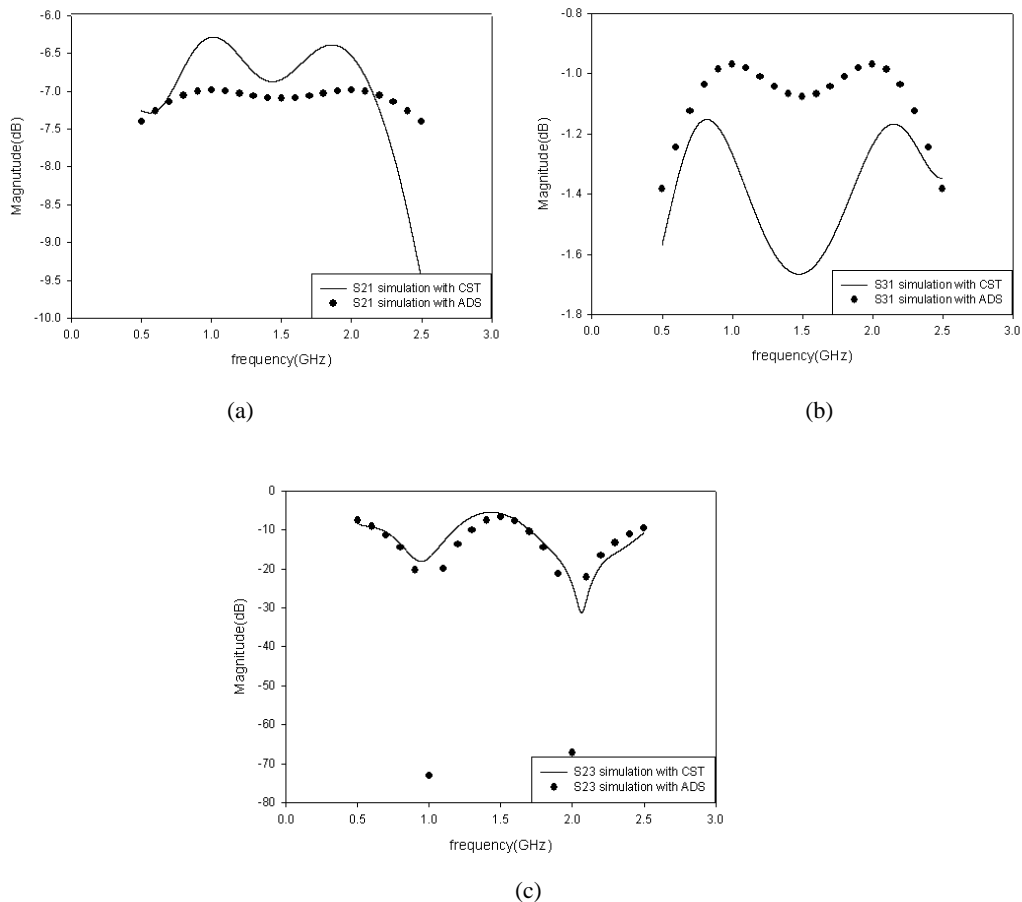 -6.0
-6.5
-7.0
-7.5
-8.0
-8.5
-9.0
-9.5
-10.0
Magnutude(dB)
0.0 0.5 1.0 1.5 2.0 2.5 3.0
frequency(GHz)
S21 simulation with CST
S21 simulation with ADS
(a)
-0.8
-1.0
-1.2
-1.4
-1.6
-1.8
Magnitude(dB)
0.0 0.5 1.0 1.5 2.0 2.5 3.0
frequency(GHz)
S31 simulation with CST
S31 simulation with ADS
(b)
0
-10
-20
-30
-40
-50
-60
-70
-80
Magnitude(dB)
0.0 0.5 1.0 1.5 2.0 2.5 3.0
frequency(GHz)
S23 simulation with CST
S23 simulation with ADS
(c)